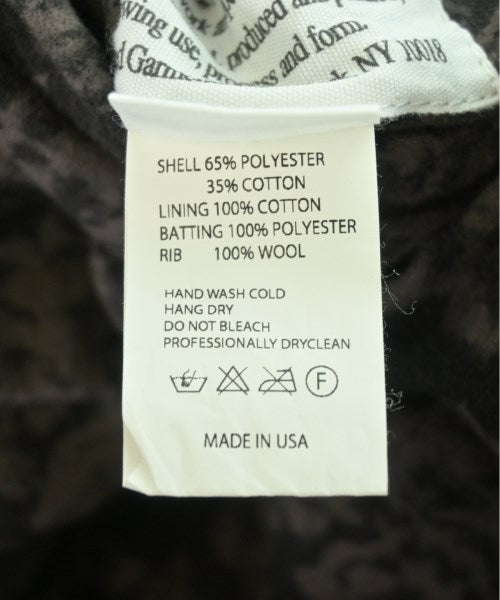 wing use,
produced and
ess and form.
Garm
NY 10018
SHELL 65% POLYESTER
35% COTTON
LINING 100% COTTON
BATTING 100% POLYESTER
RIB 100% WOOL
HAND WASH COLD
HANG DRY
DO NOT BLEACH
PROFESSIONALLY DRYCLEAN
F
MADE IN USA